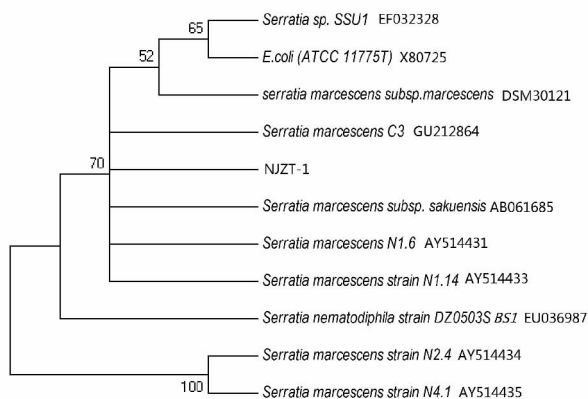 65
Serratia sp. SSU1 EF032328
E.coli (ATCC 11775T) X80725
52
serratia marcescens subsp.marcescens DSM30121
Serratia marcescens C3 GU212864
70
NJZT-1
Serratia marcescens subsp. sakuensis AB061685
Serratia marcescens N1.6 AY514431
Serratia marcescens strain N1.14 AY514433
Serratia nematodiphila strain DZ0503S BS1 EU036987
Serratia marcescens strain N2.4 AY514434
100
Serratia marcescens strain N4.1 AY514435